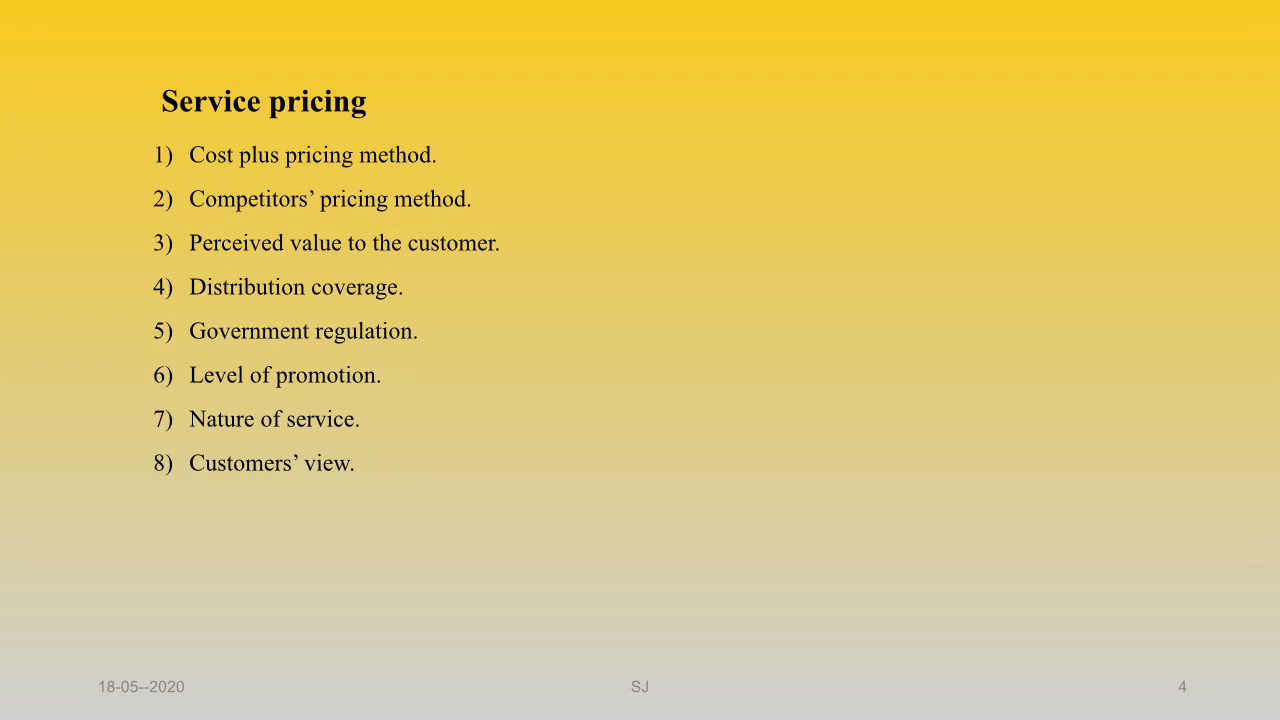 Service pricing
1) Cost plus pricing method.
2) Competitors’ pricing method.
3) Perceived value to the customer.
4) Distribution coverage.
5) Government regulation.
6) Level of promotion.
7) Nature of service.
8) Customers’ view.
18-05--2020 SJ 4